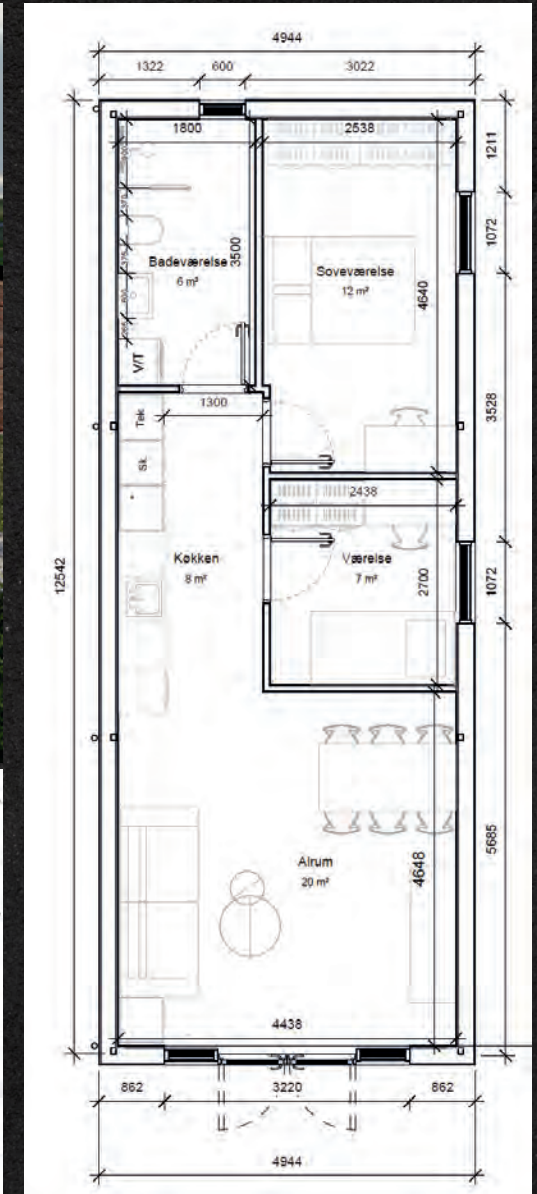 4944
1322 600 3022
1800 2538
1211
1072
3500
Badeværelse
6 m²
Soveværelse
12 m²
4640
V/T
1300
Tek
Sk.
3528
2438
12542
Køkken
8 m²
Værelse
7 m²
2700
1072
Alrum
20 m²
4648
5685
4438
862 3220 862
4944